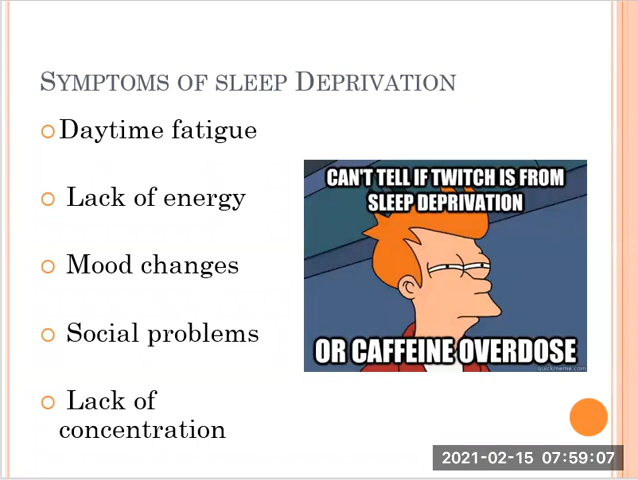 SYMPTOMS OF SLEEP DEPRIVATION
Daytime fatigue
Lack of energy
Mood changes
Social problems
Lack of
concentration
CAN'T TELL IF TWITCH IS FROM
SLEEP DEPRIVATION
OR CAFFEINE OVERDOSE
quickmeme.com
2021-02-15 07:59:07